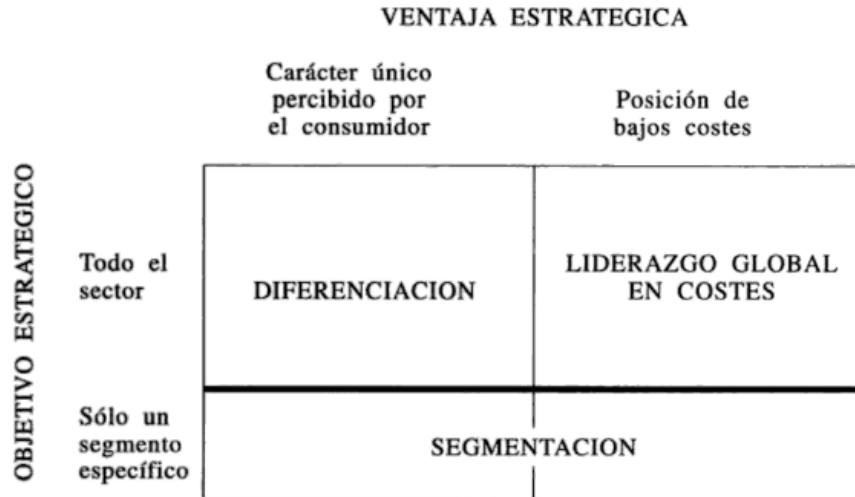 VENTAJA ESTRATEGICA
Carácter único
percibido por
el consumidor
Posición de
bajos costes
OBJETIVO ESTRATEGICO
Todo el
sector
DIFERENCIACION
LIDERAZGO GLOBAL
EN COSTES
Sólo un
segmento
específico
SEGMENTACION